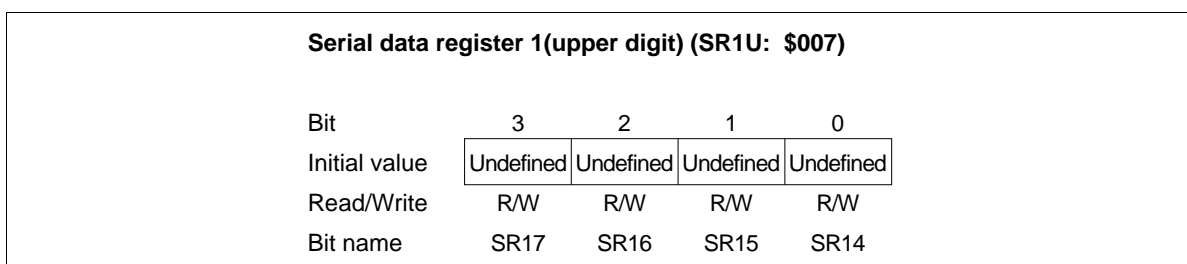 Serial data register 1(upper digit) (SR1U:  $007)
Bit 3 2 1 0
Initial value Undefined Undefined Undefined Undefined
Read/Write R/W R/W R/W R/W
Bit name SR17 SR16 SR15 SR14